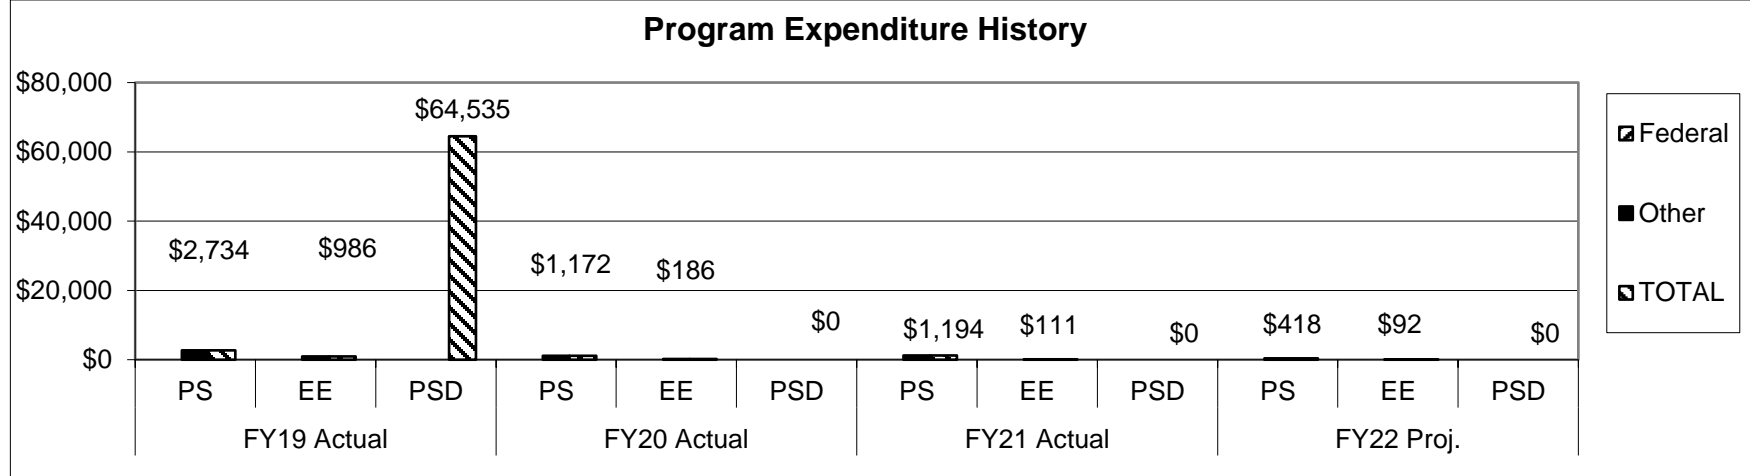 Program Expenditure History
$80,000
$60,000
$40,000
$20,000
$0
$2,734
$986
$64,535
$1,172
$186
$0
$1,194
$111
$0
$418
$92
$0
PS EE PSD PS EE PSD PS EE PSD PS EE PSD
FY19 Actual FY20 Actual FY21 Actual FY22 Proj.
Federal
Other
TOTAL